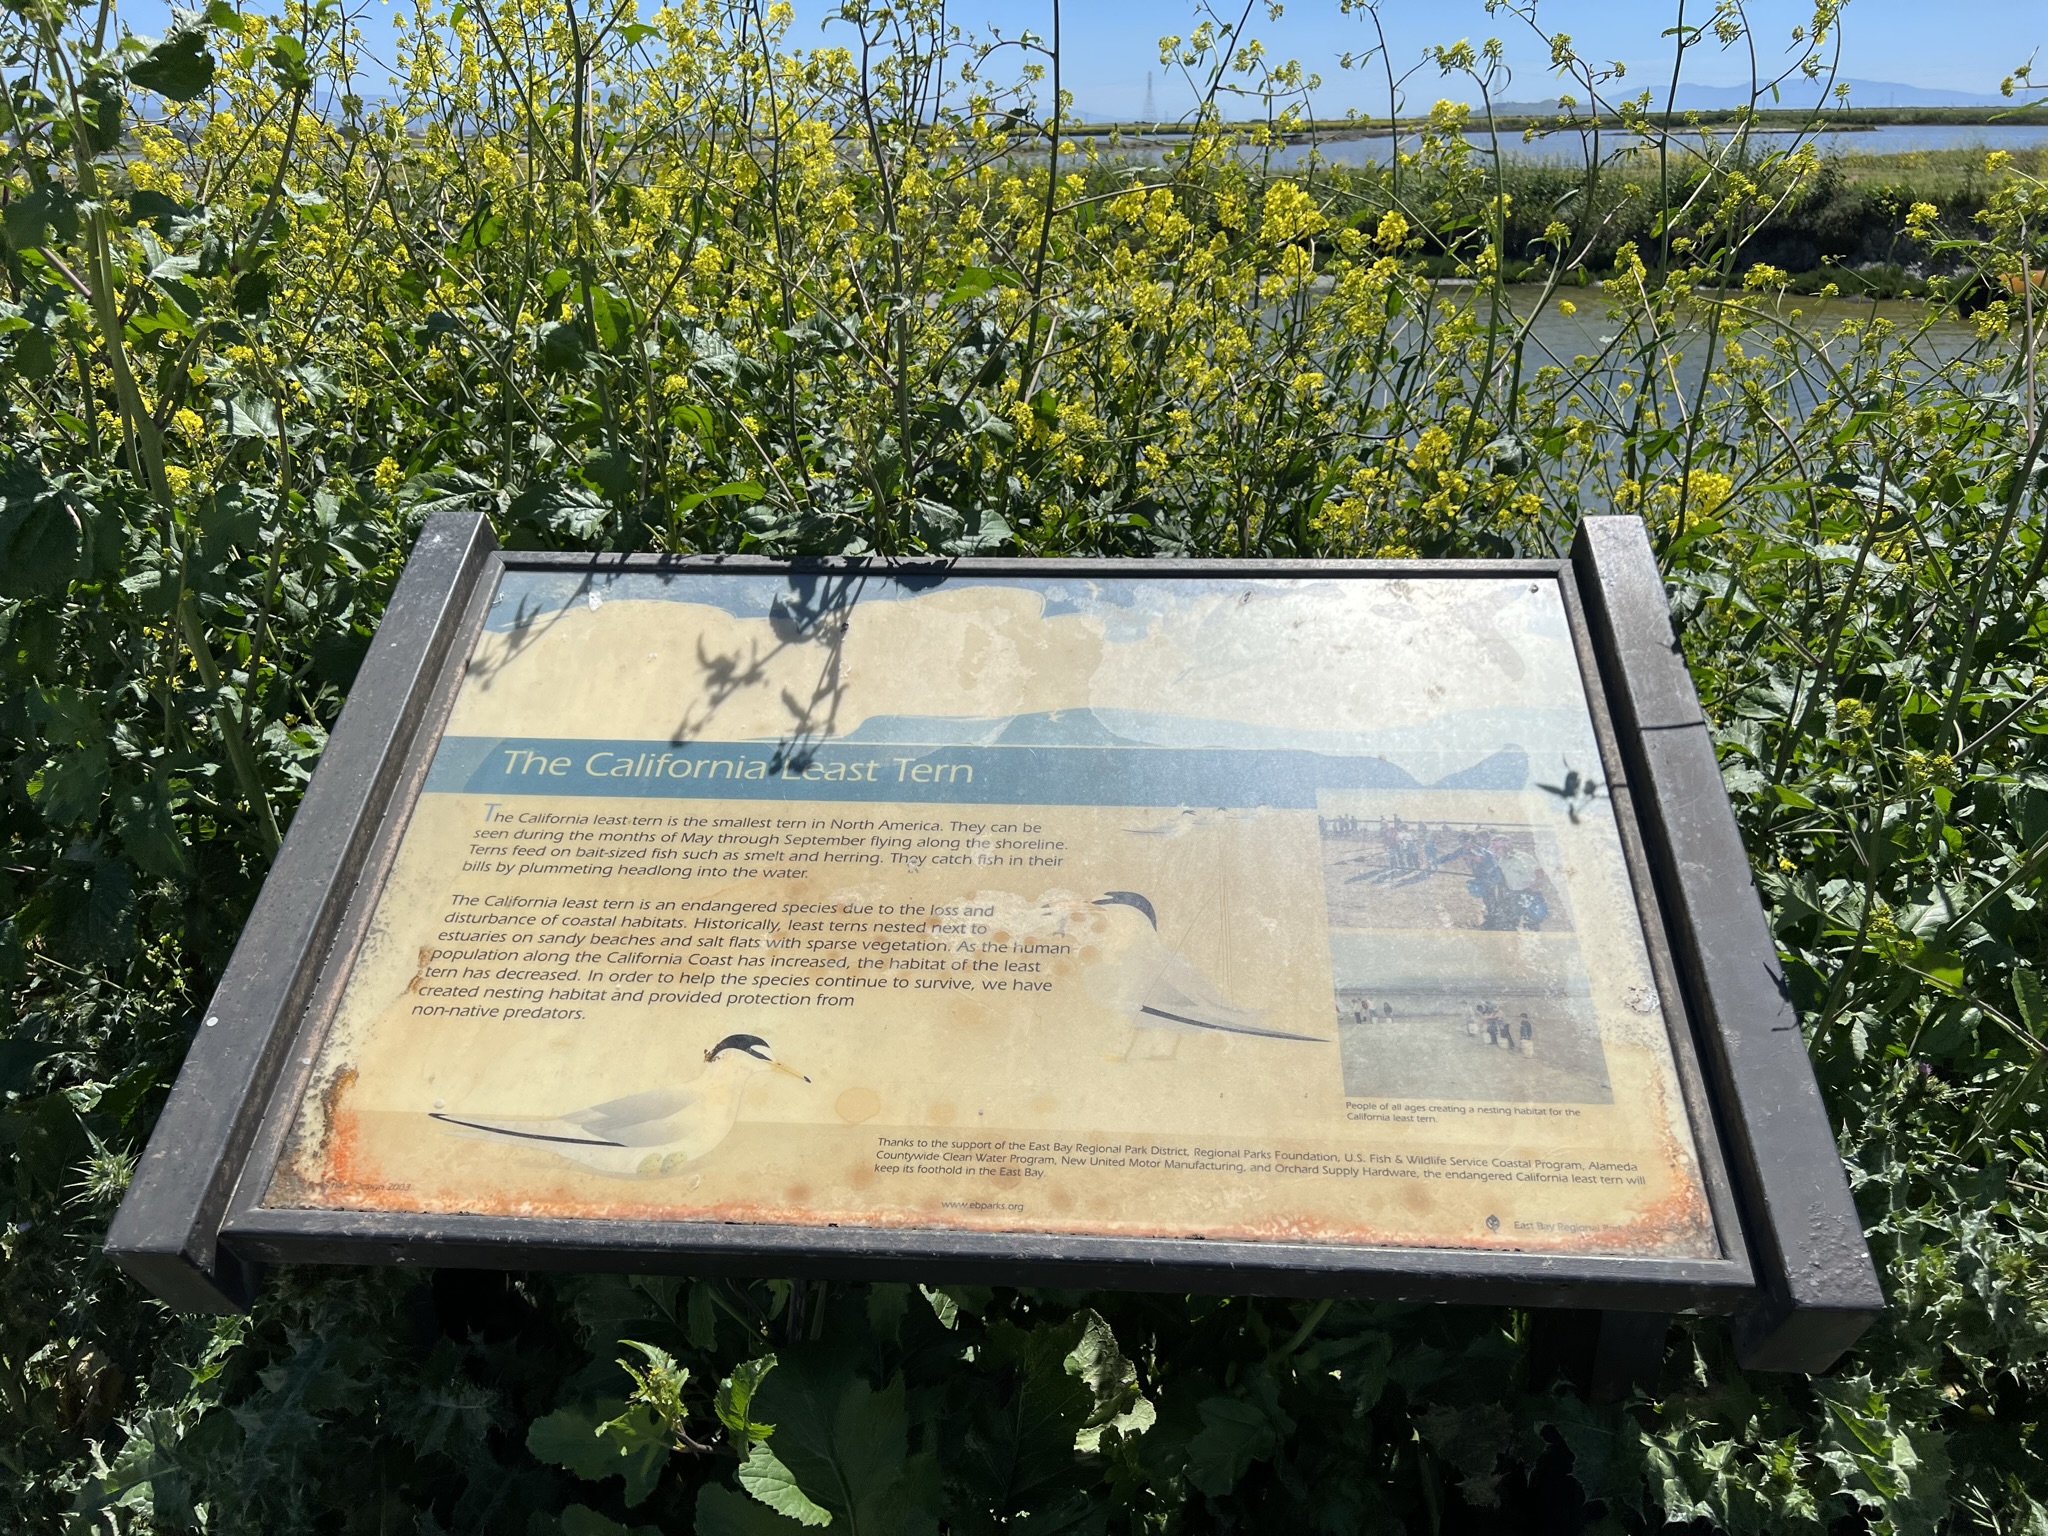 The California Least Tern
The California least tern is the smallest tern in North America. They can be
seen during the months of May through September flying along the shoreline.
Terns feed on bait-sized fish such as smelt and herring. They catch fish in their
bills by plummeting headlong into the water.
The California least tern is an endangered species due to the loss and
disturbance of coastal habitats. Historically, least terns nested next to
estuaries on sandy beaches and salt flats with sparse vegetation. As the human
population along the California Coast has increased, the habitat of the least
tern has decreased. In order to help the species continue to survive, we have
created nesting habitat and provided protection from
non-native predators.
People of all ages creating a nesting habitat for the
California least tern.
Thanks to the support of the East Bay Regional Park District, Regional Parks Foundation, U.S. Fish & Wildlife Service Coastal Program, Alameda
Countywide Clean Water Program, New United Motor Manufacturing, and Orchard Supply Hardware, the endangered California least tern will
keep its foothold in the East Bay.
Design 2003
www.ebparks.org
East Bay Regional Park